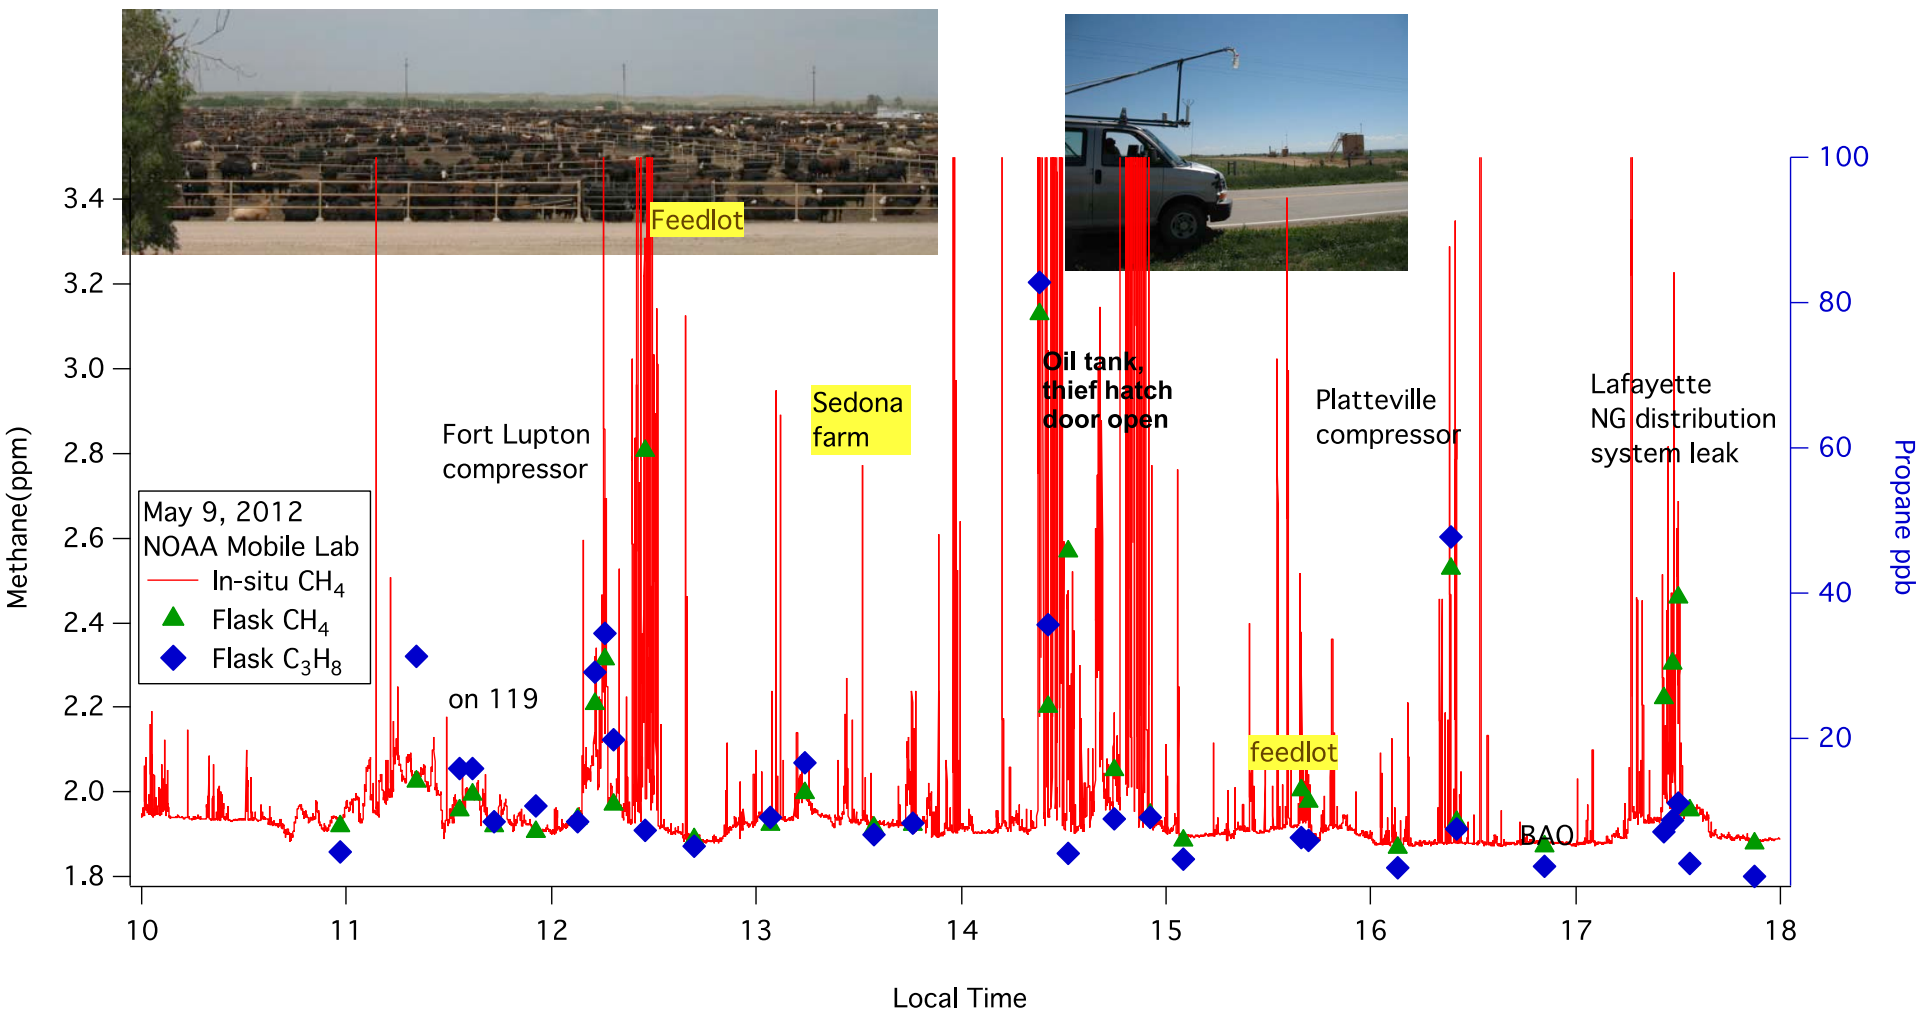 Feedlot
Oil tank,
thief hatch
door open
Sedona
farm
Platteville
compressor
Lafayette
NG distribution
system leak
Fort Lupton
compressor
on 119
feedlot
BAO
May 9, 2012
NOAA Mobile Lab
In-situ CH4
Flask CH4
Flask C3H8
Methane(ppm)
3.4
3.2
3.0
2.8
2.6
2.4
2.2
2.0
1.8
100
80
60
40
20
Propane ppb
10 11 12 13 14 15 16 17 18
Local Time